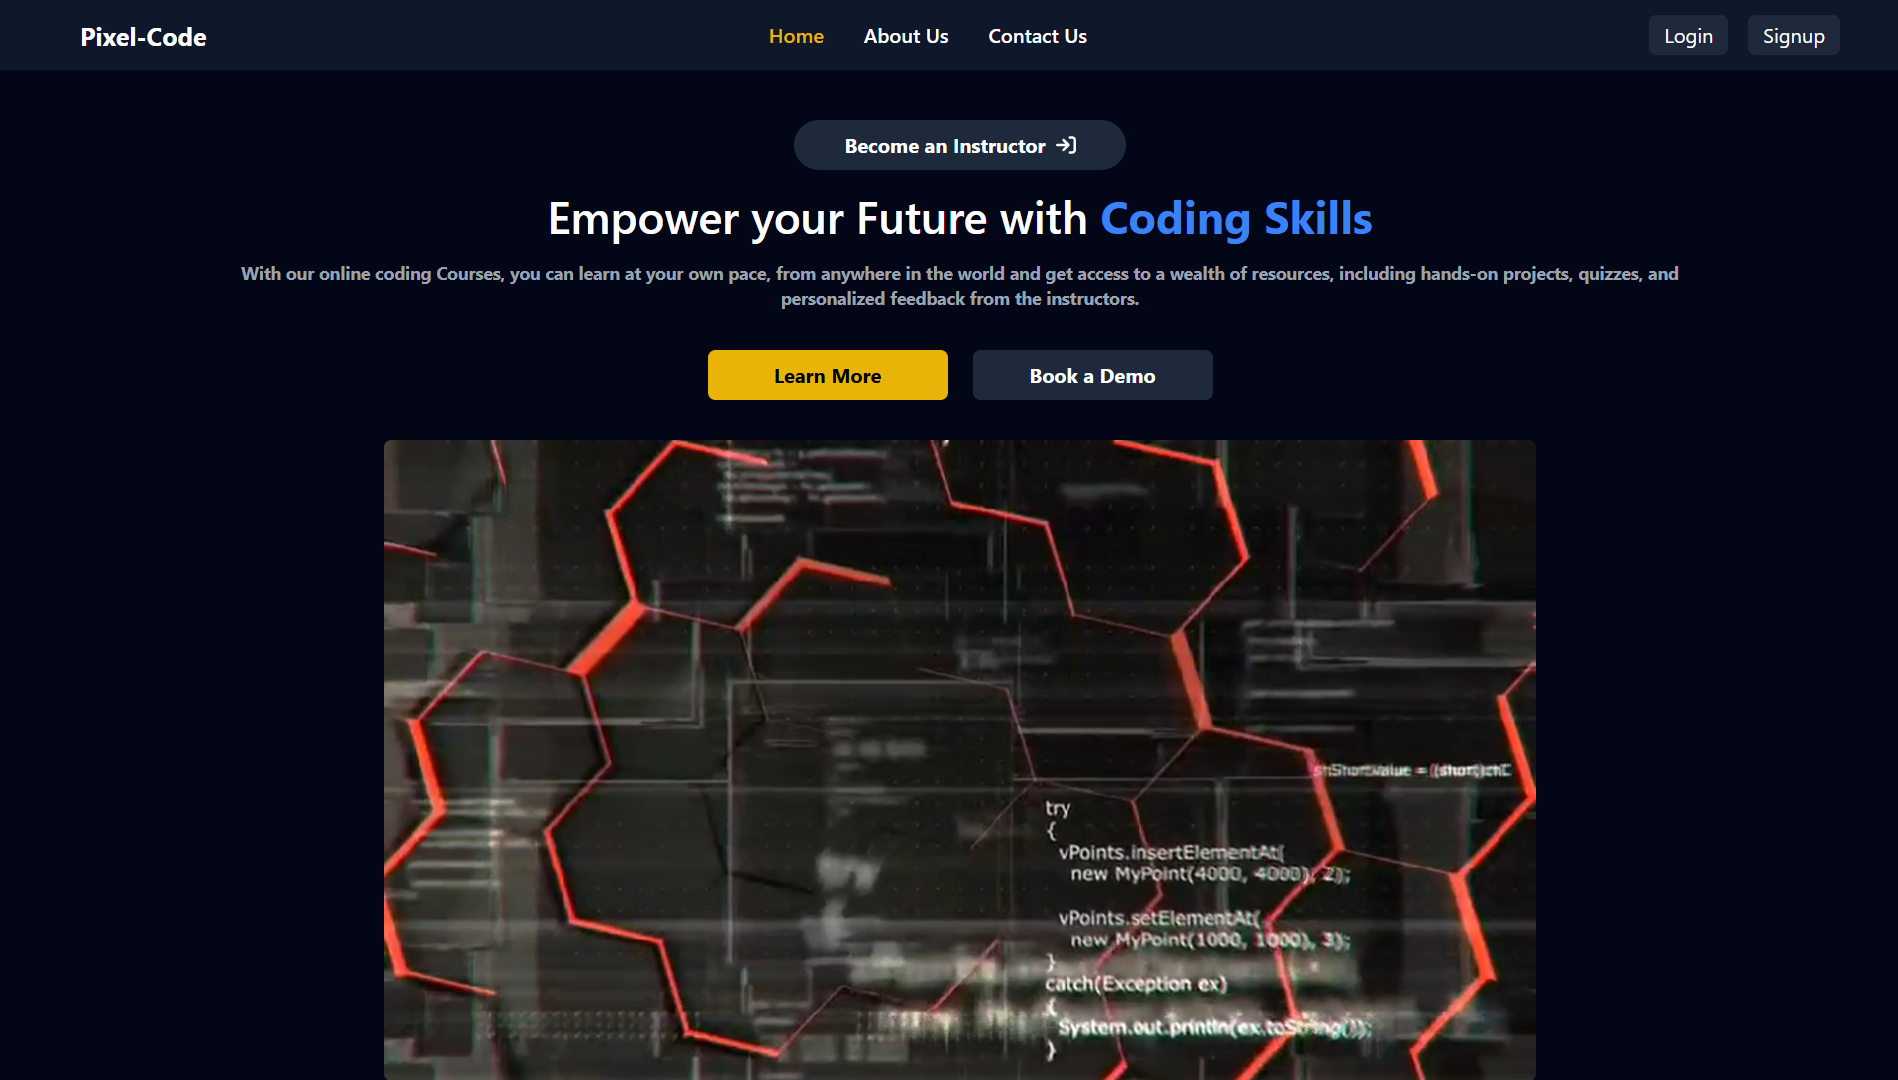 Pixel-Code
Home
About Us
Contact Us
Login
Signup
Become an Instructor
Empower your Future with Coding Skills
With our online coding Courses, you can learn at your own pace, from anywhere in the world and get access to a wealth of resources, including hands-on projects, quizzes, and
personalized feedback from the instructors.
Learn More
Book a Demo
try
{
vPoints.insertElementAt(
new MyPoint(4000, 4000), 2);
vPoints.setElementAt(
new MyPoint(1000, 1000), 3);
}
catch(Exception ex)
{
System.out.println(ex.toString());
}